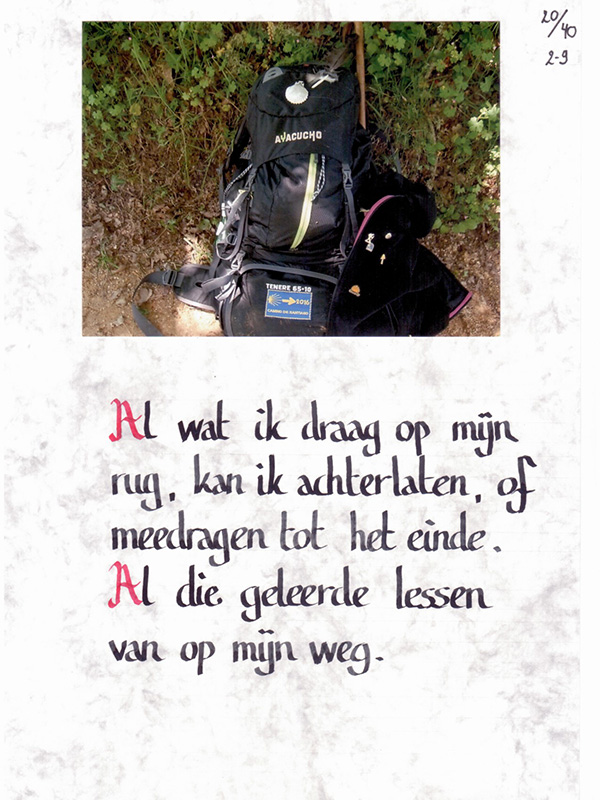 20/40
2-9
AYACUCHO
TENERE 65+10
2016
CAMINO DE SANTIAGO
Al wat ik draag op mijn
rug, kan ik achterlaten, of
meedragen tot het einde.
Al die geleerde lessen
van op mijn weg.